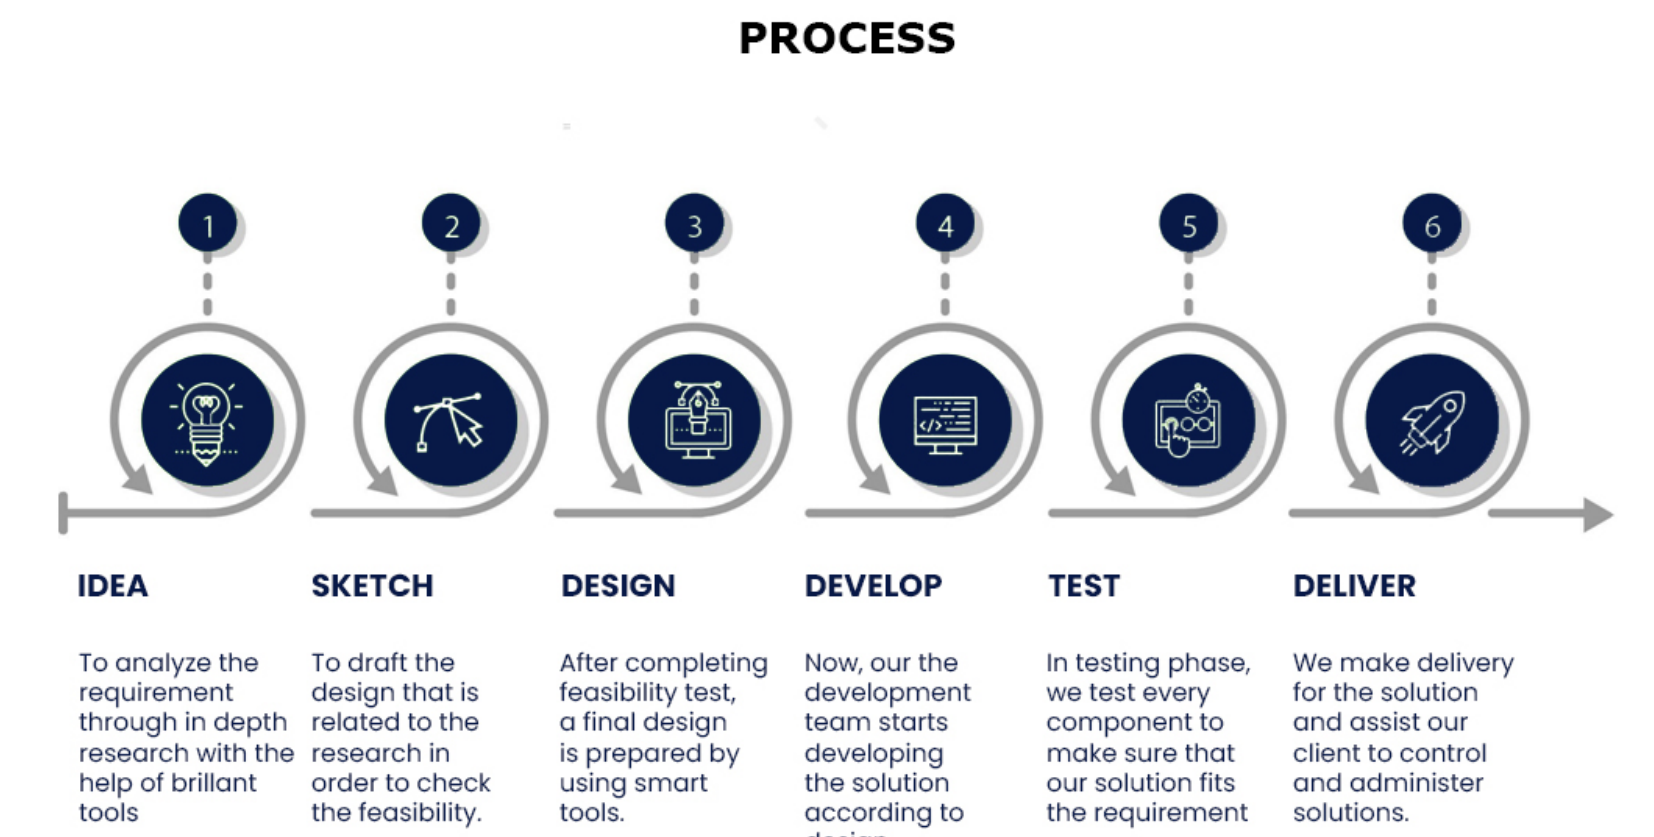 PROCESS
1
2
3
4
5
6
</>
IDEA
To analyze the
requirement
through in depth
research with the
help of brillant
tools
SKETCH
To draft the
design that is
related to the
research in
order to check
the feasibility.
DESIGN
After completing
feasibility test,
a final design
is prepared by
using smart
tools.
DEVELOP
Now, our the
development
team starts
developing
the solution
according to
TEST
In testing phase,
we test every
component to
make sure that
our solution fits
the requirement
DELIVER
We make delivery
for the solution
and assist our
client to control
and administer
solutions.